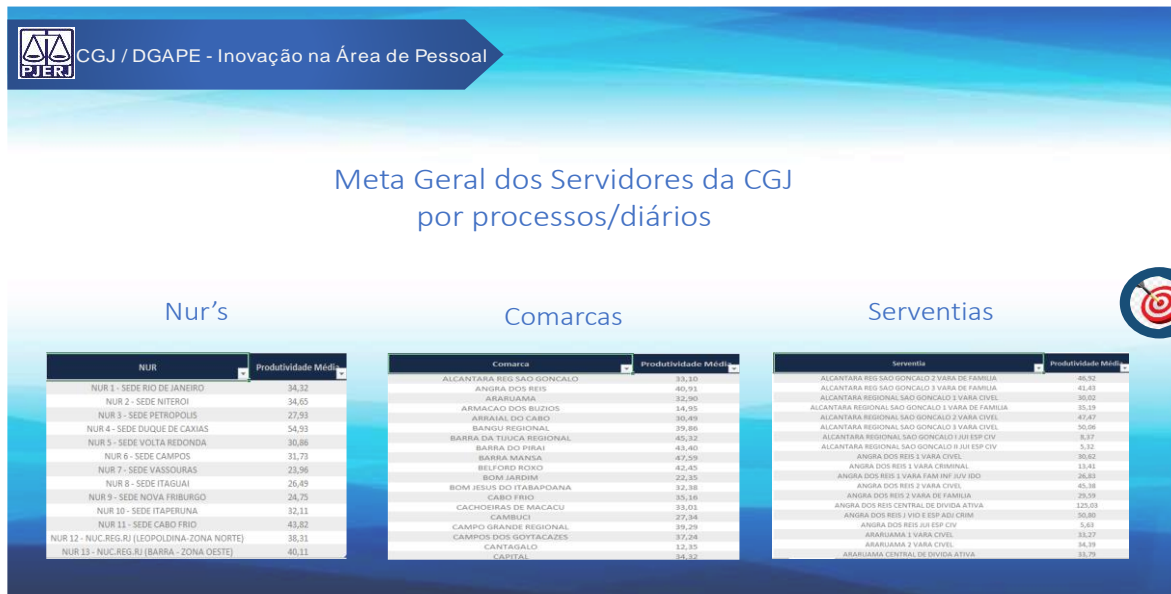 PJERJ
CGJ / DGAPE - Inovação na Área de Pessoal
Meta Geral dos Servidores da CGJ
por processos/diários
Nur's
NUR Produtividade Média
NUR 1 - SEDE RIO DE JANEIRO 34,32
NUR 2 - SEDE NITEROI 34,65
NUR 3 - SEDE PETROPOLIS 27,93
NUR 4 - SEDE DUQUE DE CAXIAS 54,93
NUR 5 - SEDE VOLTA REDONDA 30,86
NUR 6 - SEDE CAMPOS 31,73
NUR 7 - SEDE VASSOURAS 23,96
NUR 8 - SEDE ITAGUAI 26,49
NUR 9 - SEDE NOVA FRIBURGO 24,75
NUR 10 - SEDE ITAPERUNA 32,11
NUR 11 - SEDE CABO FRIO 43,82
NUR 12 - NUC.REG.RJ (LEOPOLDINA-ZONA NORTE) 38,31
NUR 13 - NUC.REG.RJ (BARRA - ZONA OESTE) 40,11
Comarcas
Comarca Produtividade Média
ALCANTARA REG SAO GONCALO 33,10
ANGRA DOS REIS 40,91
ARARUAMA 32,90
ARMACAO DOS BUZIOS 14,95
ARRAIAL DO CABO 30,49
BANGU REGIONAL 39,86
BARRA DA TIJUCA REGIONAL 45,32
BARRA DO PIRAI 43,40
BARRA MANSA 47,59
BELFORD ROXO 42,45
BOM JARDIM 22,35
BOM JESUS DO ITABAPOANA 32,38
CABO FRIO 35,16
CACHOEIRAS DE MACACU 33,01
CAMBUCI 27,34
CAMPO GRANDE REGIONAL 39,29
CAMPOS DOS GOYTACAZES 37,24
CANTAGALO 12,35
CAPITAL 34,32
Serventias
Serventia Produtividade Média
ALCANTARA REG SAO GONCALO 2 VARA DE FAMILIA 46,92
ALCANTARA REG SAO GONCALO 3 VARA DE FAMILIA 41,43
ALCANTARA REGIONAL SAO GONCALO 1 VARA CIVEL 30,02
ALCANTARA REGIONAL SAO GONCALO 1 VARA DE FAMILIA 35,19
ALCANTARA REGIONAL SAO GONCALO 2 VARA CIVEL 47,47
ALCANTARA REGIONAL SAO GONCALO 3 VARA CIVEL 50,06
ALCANTARA REGIONAL SAO GONCALO I JUI ESP CIV 8,37
ALCANTARA REGIONAL SAO GONCALO II JUI ESP CIV 5,32
ANGRA DOS REIS 1 VARA CIVEL 30,62
ANGRA DOS REIS 1 VARA CRIMINAL 13,41
ANGRA DOS REIS 1 VARA FAM INF JUV IDO 26,83
ANGRA DOS REIS 2 VARA CIVEL 45,38
ANGRA DOS REIS 2 VARA DE FAMILIA 29,59
ANGRA DOS REIS CENTRAL DE DIVIDA ATIVA 125,03
ANGRA DOS REIS J VIO E ESP ADJ CRIM 50,80
ANGRA DOS REIS JUI ESP CIV 5,63
ARARUAMA 1 VARA CIVEL 33,27
ARARUAMA 2 VARA CIVEL 34,39
ARARUAMA CENTRAL DE DIVIDA ATIVA 33,79